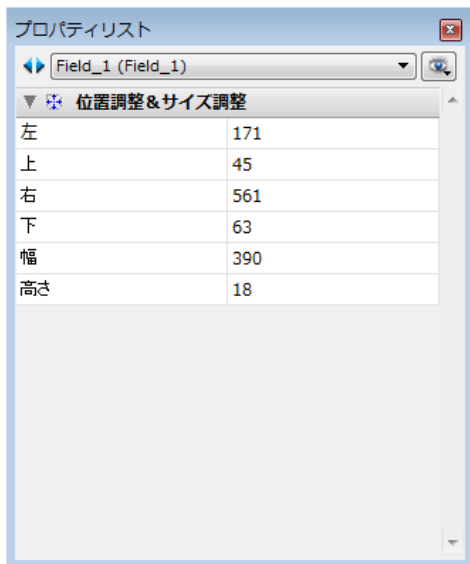 プロパティリスト
Field_1 (Field_1)
位置調整&サイズ調整
左 171
上 45
右 561
下 63
幅 390
高さ 18